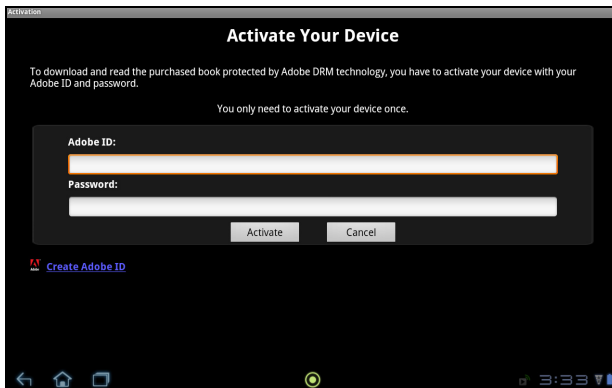 Activation
Activate Your Device
To download and read the purchased book protected by Adobe DRM technology, you have to activate your device with your
Adobe ID and password.
You only need to activate your device once.
Adobe ID:
Password:
Activate Cancel
Adobe Create Adobe ID
3:33